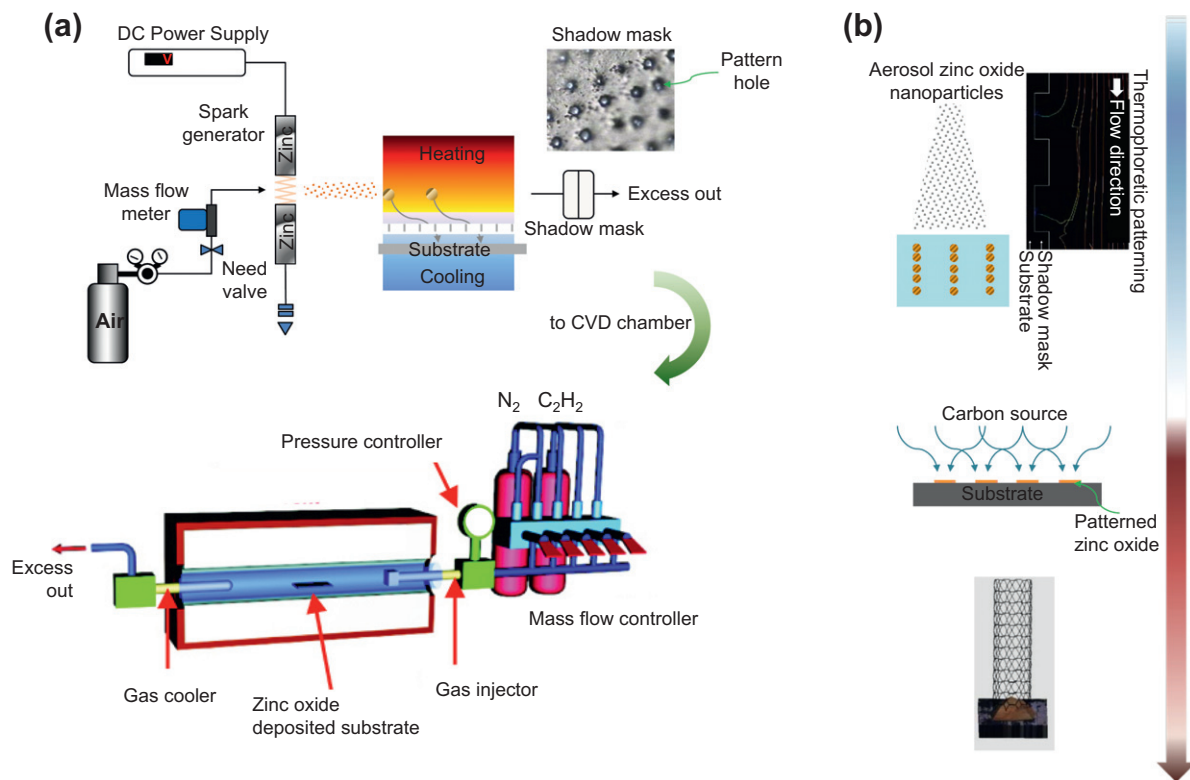 (a)
DC Power Supply
V
Spark
generator
Zinc
Zinc
Mass flow
meter
Need
valve
Air
Heating
Shadow mask
Substrate
Cooling
Shadow mask
Pattern
hole
Excess out
to CVD chamber
N2 C2H2
Pressure controller
Excess
out
Mass flow controller
Gas cooler
Zinc oxide
deposited substrate
Gas injector
(b)
Aerosol zinc oxide
nanoparticles
Flow direction
Thermophoretic patterning
Shadow mask
Substrate
Carbon source
Substrate
Patterned
zinc oxide